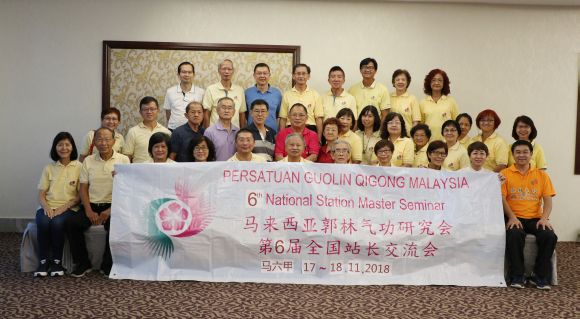 PERSATUAN GUOLIN QIGONG MALAYSIA
6th National Station Master Seminar
马来西亚郭林气功研究会
第6届全国站长交流会
马六甲 17~18.11.2018